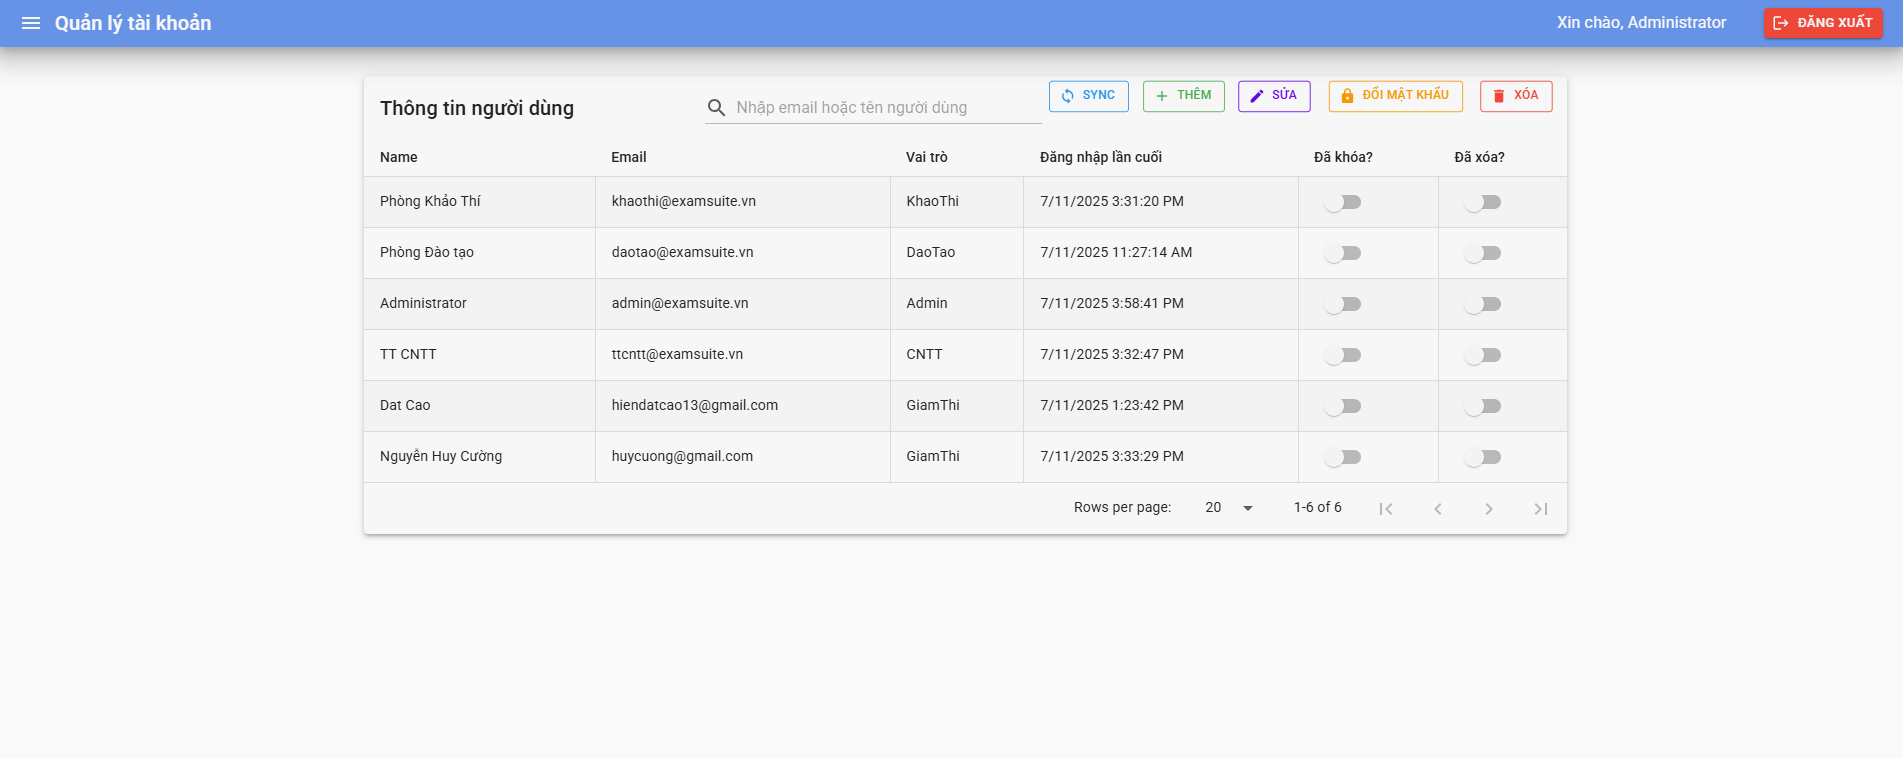 Quản lý tài khoản
Xin chào, Administrator
ĐĂNG XUẤT
Thông tin người dùng
Nhập email hoặc tên người dùng
SYNC
THÊM
SỬA
ĐỔI MẬT KHẨU
XÓA
Name Email Vai trò Đăng nhập lần cuối Đã khóa? Đã xóa?
Phòng Khảo Thí khaothi@examsuite.vn KhaoThi 7/11/2025 3:31:20 PM
Phòng Đào tạo daotao@examsuite.vn DaoTao 7/11/2025 11:27:14 AM
Administrator admin@examsuite.vn Admin 7/11/2025 3:58:41 PM
TT CNTT ttcntt@examsuite.vn CNTT 7/11/2025 3:32:47 PM
Dat Cao hiendatcao13@gmail.com GiamThi 7/11/2025 1:23:42 PM
Nguyễn Huy Cường huycuong@gmail.com GiamThi 7/11/2025 3:33:29 PM
Rows per page: 20 1-6 of 6